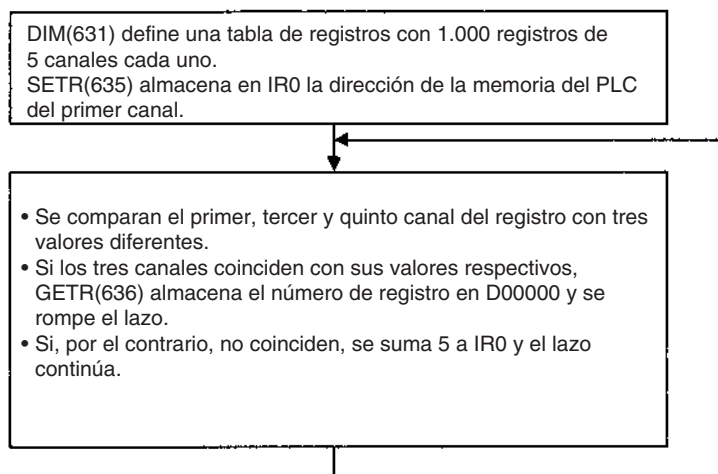 DIM(631) define una tabla de registros con 1.000 registros de
5 canales cada uno.
SETR(635) almacena en IR0 la dirección de la memoria del PLC
del primer canal.
• Se comparan el primer, tercer y quinto canal del registro con tres
valores diferentes.
• Si los tres canales coinciden con sus valores respectivos,
GETR(636) almacena el número de registro en D00000 y se
rompe el lazo.
• Si, por el contrario, no coinciden, se suma 5 a IR0 y el lazo
continúa.